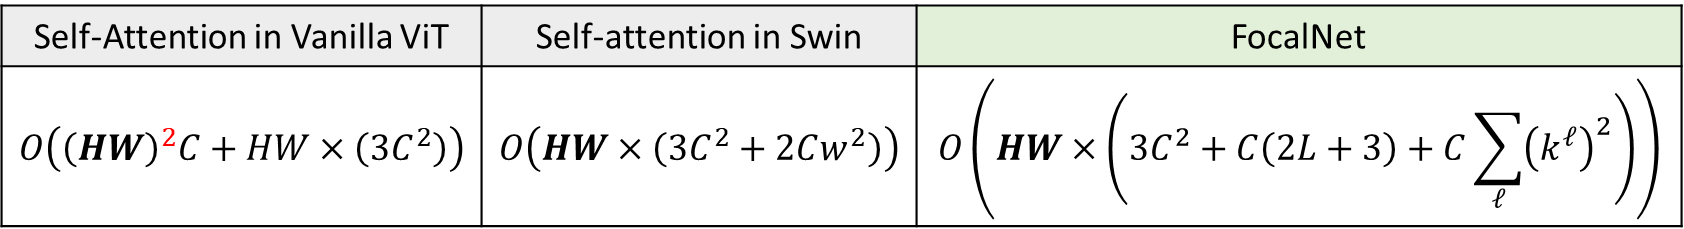 Self-Attention in Vanilla ViT
Self-attention in Swin
FocalNet
O((HW)²C + HW × (3C²))
O(HW × (3C² + 2Cw²))
O(HW × (3C² + C(2L + 3) + C ∑_ℓ (k^ℓ)²))